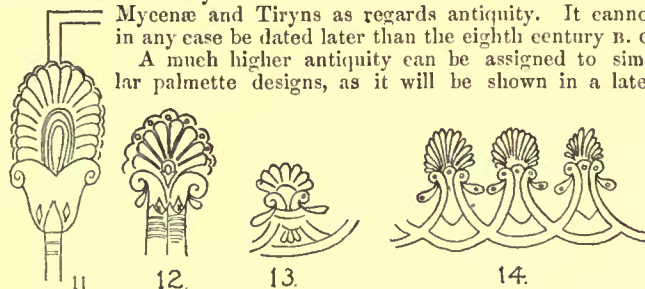 Mycenæ and Tiryns as regards antiquity. It canno
in any case be dated later than the eighth century B. C
A much higher antiquity can be assigned to sim
lar palmette designs, as it will be shown in a late
11 12. 13. 14.